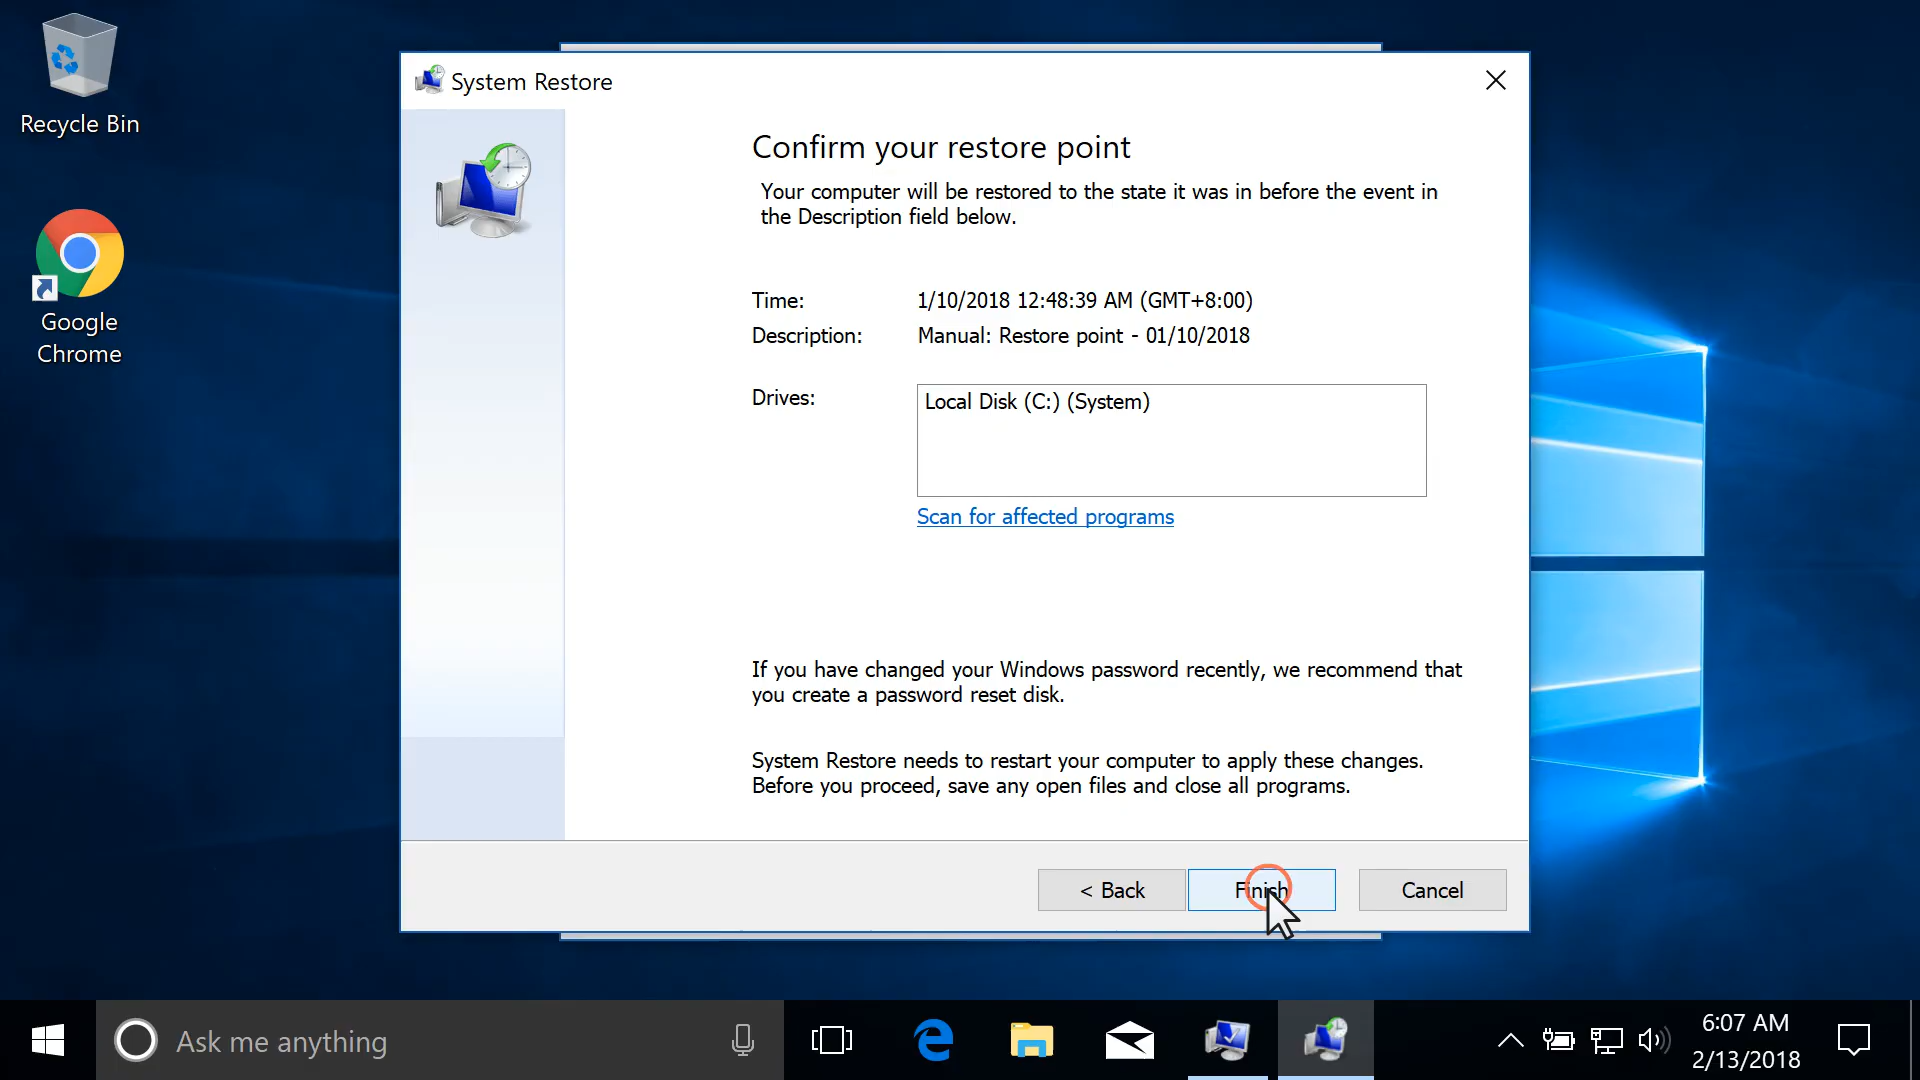 Recycle Bin
Google
Chrome
System Restore
Confirm your restore point
Your computer will be restored to the state it was in before the event in
the Description field below.
Time: 1/10/2018 12:48:39 AM (GMT+8:00)
Description: Manual: Restore point - 01/10/2018
Drives: Local Disk (C:) (System)
Scan for affected programs
If you have changed your Windows password recently, we recommend that
you create a password reset disk.
System Restore needs to restart your computer to apply these changes.
Before you proceed, save any open files and close all programs.
< Back Finish Cancel
Ask me anything
6:07 AM
2/13/2018